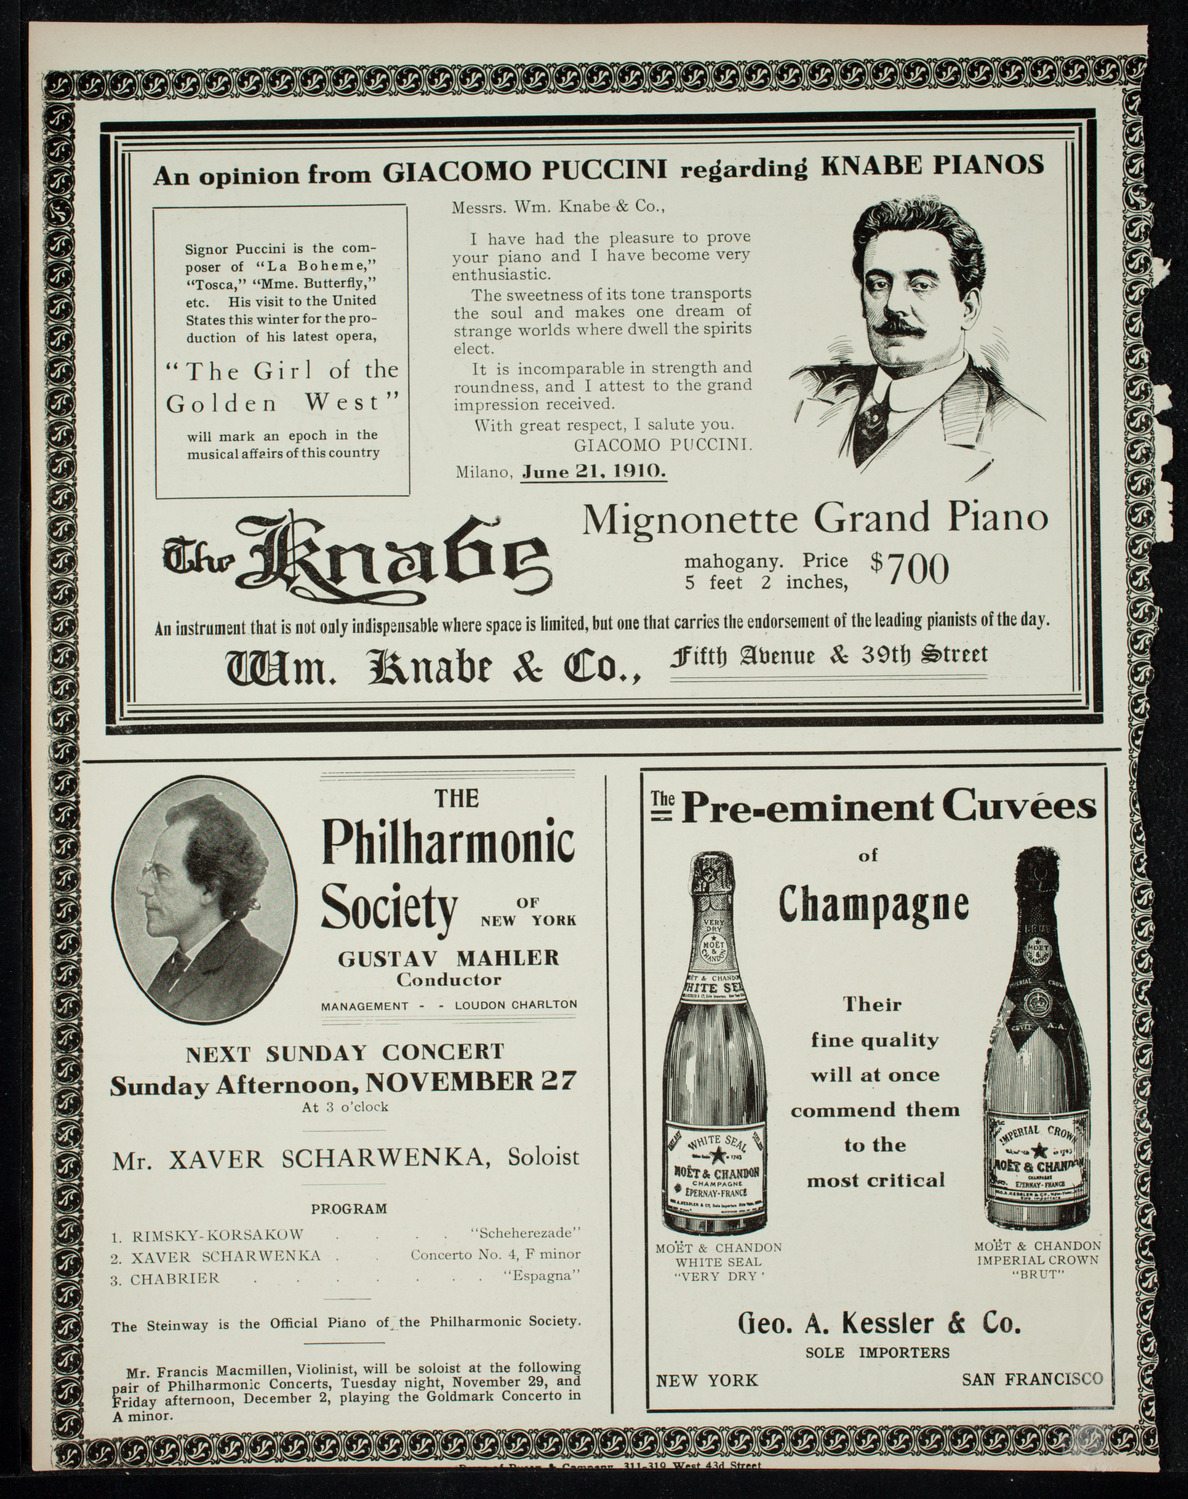 An opinion from GIACOMO PUCCINI regarding KNABE PIANOS
Signor Puccini is the com-
poser of "La Boheme,"
"Tosca," "Mme. Butterfly,"
etc. His visit to the United
States this winter for the pro-
duction of his latest opera,
"The Girl of the
Golden West"
will mark an epoch in the
musical affairs of this country
Messrs. Wm. Knabe & Co.,
I have had the pleasure to prove
your piano and I have become very
enthusiastic.
The sweetness of its tone transports
the soul and makes one dream of
strange worlds where dwell the spirits
elect.
It is incomparable in strength and
roundness, and I attest to the grand
impression received.
With great respect, I salute you.
GIACOMO PUCCINI.
Milano, June 21, 1910.
The Knabe
Mignonette Grand Piano
mahogany. Price
5 feet 2 inches,
$700
An instrument that is not only indispensable where space is limited, but one that carries the endorsement of the leading pianists of the day.
Wm. Knabe & Co., Fifth Avenue & 39th Street
THE
Philharmonic
Society OF
NEW YORK
GUSTAV MAHLER
Conductor
MANAGEMENT - - LOUDON CHARLTON
NEXT SUNDAY CONCERT
Sunday Afternoon, NOVEMBER 27
At 3 o'clock
Mr. XAVER SCHARWENKA, Soloist
PROGRAM
1. RIMSKY-KORSAKOW . . . . "Scheherezade"
2. XAVER SCHARWENKA . . Concerto No. 4, F minor
3. CHABRIER . . . . . . . "Espagna"
The Steinway is the Official Piano of the Philharmonic Society.
Mr. Francis Macmillen, Violinist, will be soloist at the following
pair of Philharmonic Concerts, Tuesday night, November 29, and
Friday afternoon, December 2, playing the Goldmark Concerto in
A minor.
The Pre-eminent Cuvées
of
Champagne
Their
fine quality
will at once
commend them
to the
most critical
VERY
DRY
MOËT
&
CHANDON
WHITE SEAL
MOËT & CHANDON
CHAMPAGNE
EPERNAY-FRANCE
BRUT
MOËT
&
IMPERIAL CROWN
MOËT & CHANDON
CHAMPAGNE
EPERNAY-FRANCE
MOËT & CHANDON
WHITE SEAL
"VERY DRY"
MOËT & CHANDON
IMPERIAL CROWN
"BRUT"
Geo. A. Kessler & Co.
SOLE IMPORTERS
NEW YORK
SAN FRANCISCO
& Company, 311-319 West 43d Street